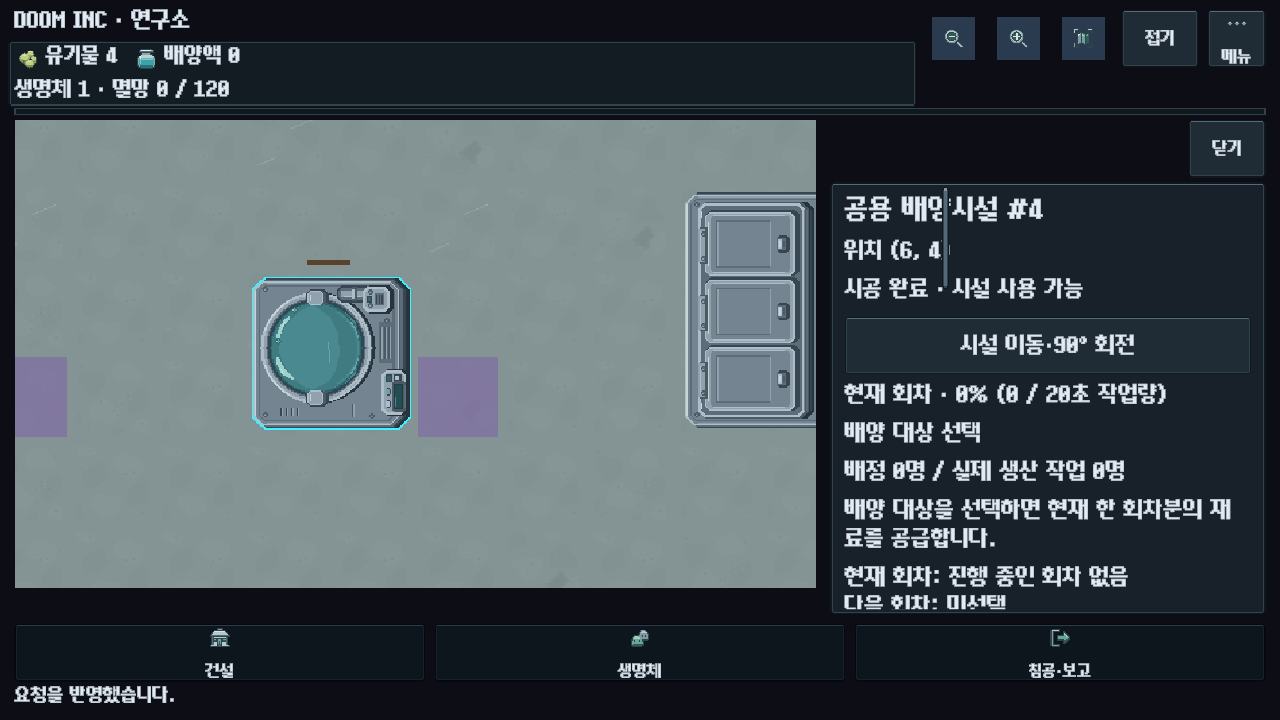 DOOM INC · 연구소
유기물 4 배양액 0
생명체 1 · 멸망 0 / 120
접기
메뉴
닫기
공용 배양시설 #4
위치 (6, 4)
시공 완료 · 시설 사용 가능
시설 이동·90° 회전
현재 회차 · 0% (0 / 20초 작업량)
배양 대상 선택
배정 0명 / 실제 생산 작업 0명
배양 대상을 선택하면 현재 한 회차분의 재
료를 공급합니다.
현재 회차: 진행 중인 회차 없음
다음 회차: 미선택
건설
생명체
침공·보고
요청을 반영했습니다.